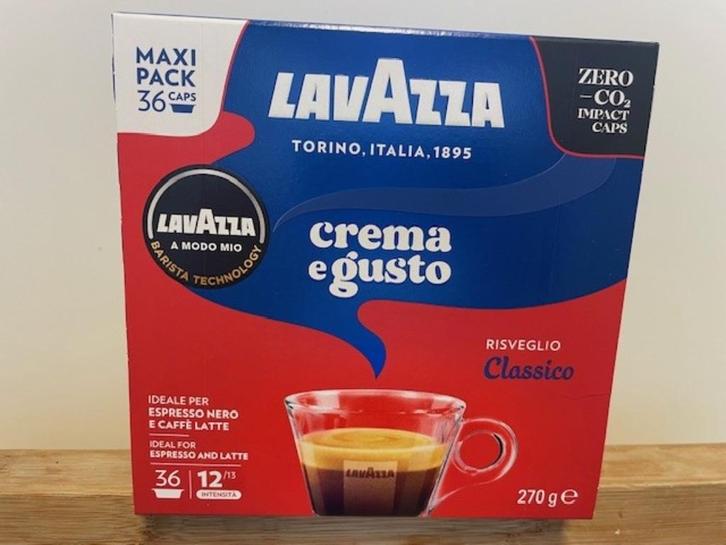 MAXI
PACK
36 CAPS
LAVAZZA
TORINO, ITALIA, 1895
ZERO
–CO₂
IMPACT
CAPS
LAVAZZA
A MODO MIO
BARISTA TECHNOLOGY
crema
e gusto
RISVEGLIO
Classico
IDEALE PER
ESPRESSO NERO
E CAFFÈ LATTE
IDEAL FOR
ESPRESSO AND LATTE
36
12/13
INTENSITÀ
LAVAZZA
270 g ℮